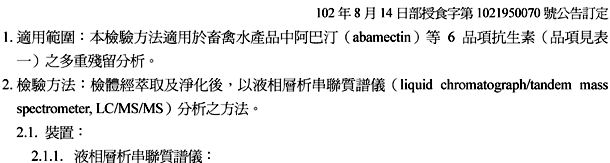 102 年 8 月 14 日部授食字第 1021950070 號公告訂定
1. 適用範圍：本檢驗方法適用於畜禽水產品中阿巴汀（abamectin）等 6 品項抗生素（品項見表
一）之多重殘留分析。
2. 檢驗方法：檢體經萃取及淨化後，以液相層析串聯質譜儀（liquid chromatograph/tandem mass
spectrometer, LC/MS/MS）分析之方法。
2.1. 裝置：
2.1.1. 液相層析串聯質譜儀：